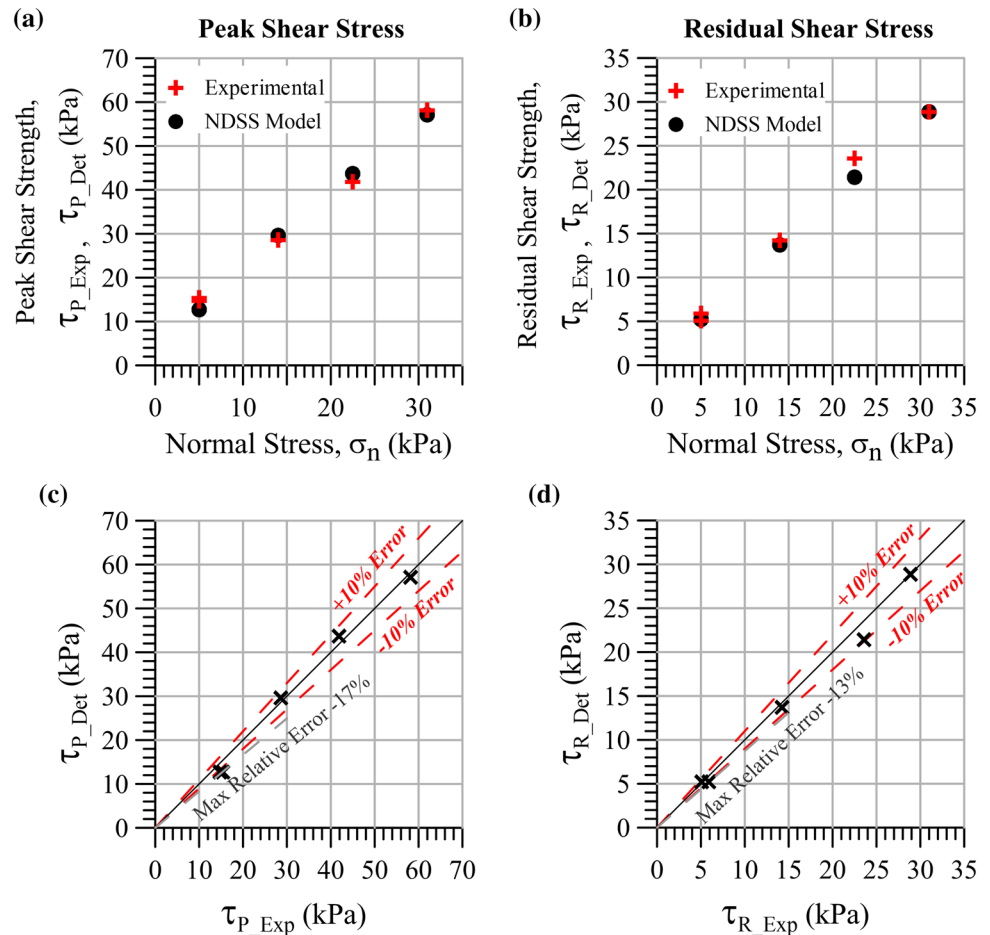 (a)
Peak Shear Stress
70
60
50
40
30
20
10
0
Experimental
NDSS Model
Peak Shear Strength,
τP_Exp , τP_Det (kPa)
0 10 20 30
Normal Stress, σn (kPa)
(b)
Residual Shear Stress
35
30
25
20
15
10
5
0
Experimental
NDSS Model
Residual Shear Strength,
τR_Exp , τR_Det (kPa)
0 5 10 15 20 25 30 35
Normal Stress, σn (kPa)
(c)
70
60
50
40
30
20
10
0
+10% Error
-10% Error
Max Relative Error -17%
τP_Det (kPa)
0 10 20 30 40 50 60 70
τP_Exp (kPa)
(d)
35
30
25
20
15
10
5
0
+10% Error
-10% Error
Max Relative Error -13%
τR_Det (kPa)
0 5 10 15 20 25 30 35
τR_Exp (kPa)